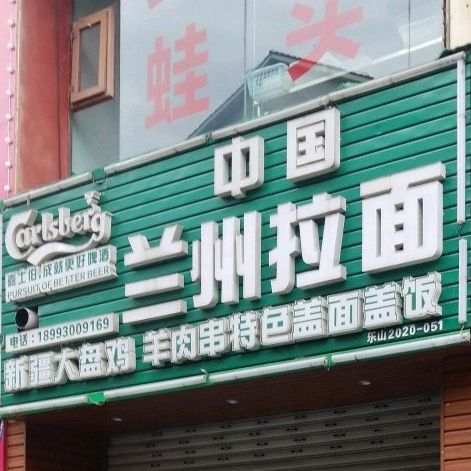 蛙 头
中国
兰州拉面
Carlsberg
嘉士伯,成就更好啤酒
PURSUIT OF BETTER BEER
电话:18993009169
新疆大盘鸡 羊肉串特色盖面盖饭
乐山2020-051